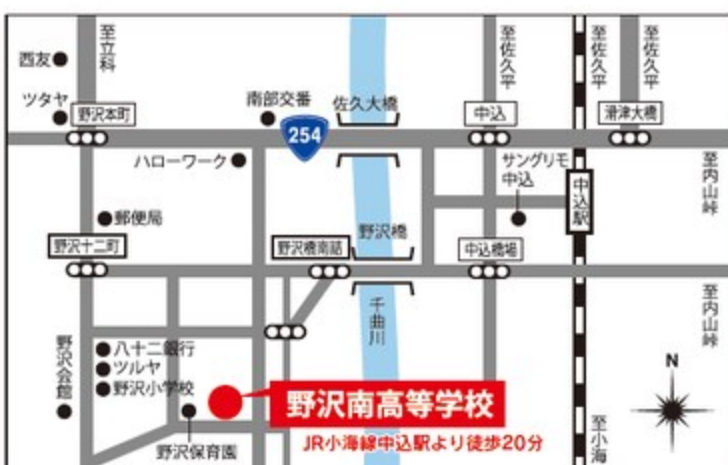 至立科
至佐久平
至佐久平
至佐久平
西友
ツタヤ
野沢本町
南部交番
佐久大橋
中込
滑津大橋
254
ハローワーク
サングリモ
中込
中込駅
至内山峠
郵便局
野沢十二町
野沢橋南詰
野沢橋
中込橋場
至内山峠
千曲川
野沢会館
八十二銀行
ツルヤ
野沢小学校
野沢保育園
野沢南高等学校
JR小海線中込駅より徒歩20分
N
至小海